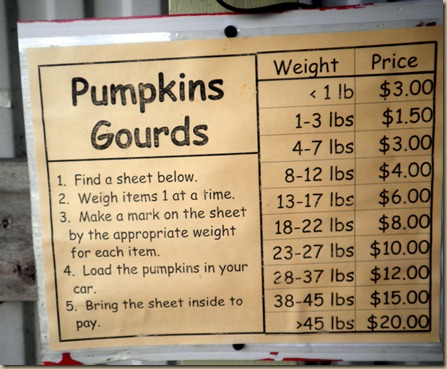 Pumpkins
Gourds
1. Find a sheet below.
2. Weigh items 1 at a time.
3. Make a mark on the sheet
by the appropriate weight
for each item.
4. Load the pumpkins in your
car.
5. Bring the sheet inside to
pay.
Weight Price
< 1 lb $3.00
1-3 lbs $1.50
4-7 lbs $3.00
8-12 lbs $4.00
13-17 lbs $6.00
18-22 lbs $8.00
23-27 lbs $10.00
28-37 lbs $12.00
38-45 lbs $15.00
>45 lbs $20.00